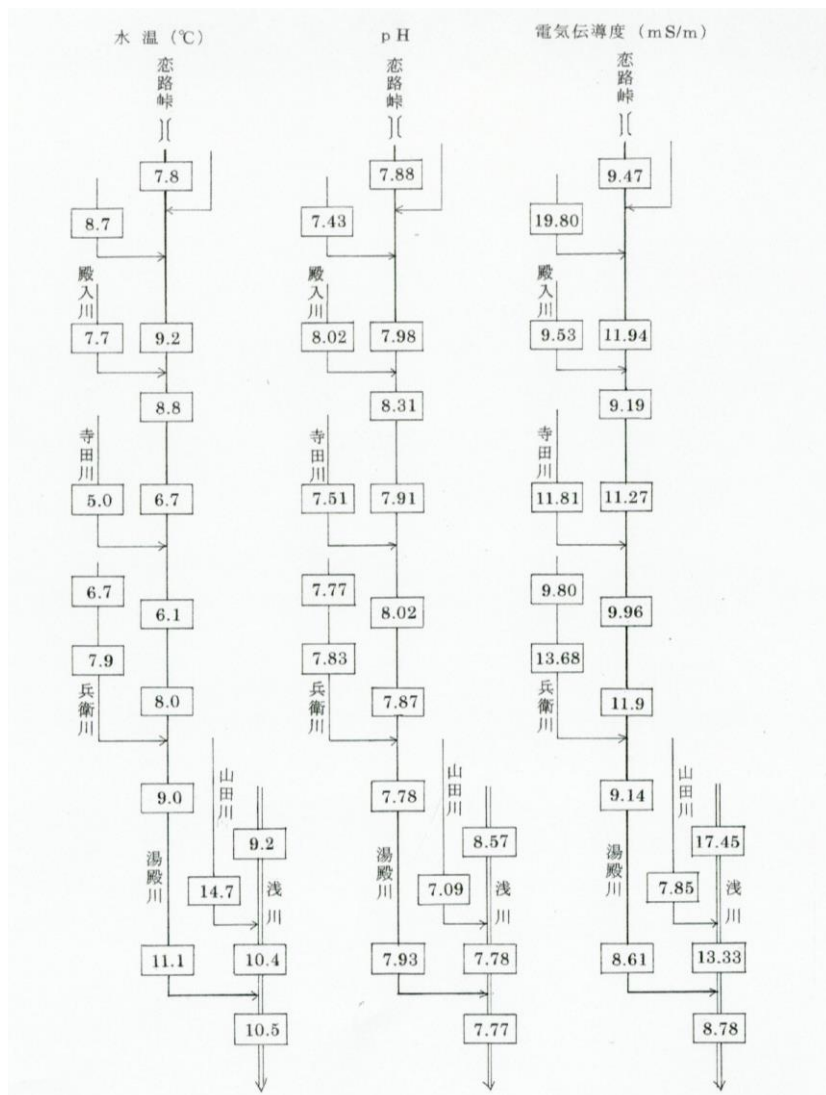 水温(℃)
恋路峠
7.8
8.7
殿入川
7.7
9.2
8.8
寺田川
5.0
6.7
6.7
6.1
7.9
兵衛川
8.0
9.0
山田川
9.2
湯殿川
14.7
浅川
11.1
10.4
10.5
pH
恋路峠
7.88
7.43
殿入川
8.02
7.98
8.31
寺田川
7.51
7.91
7.77
8.02
7.83
兵衛川
7.87
7.78
山田川
8.57
湯殿川
7.09
浅川
7.93
7.78
7.77
電気伝導度(mS/m)
恋路峠
9.47
19.80
殿入川
9.53
11.94
9.19
寺田川
11.81
11.27
9.80
9.96
13.68
兵衛川
11.9
9.14
山田川
17.45
湯殿川
7.85
浅川
8.61
13.33
8.78